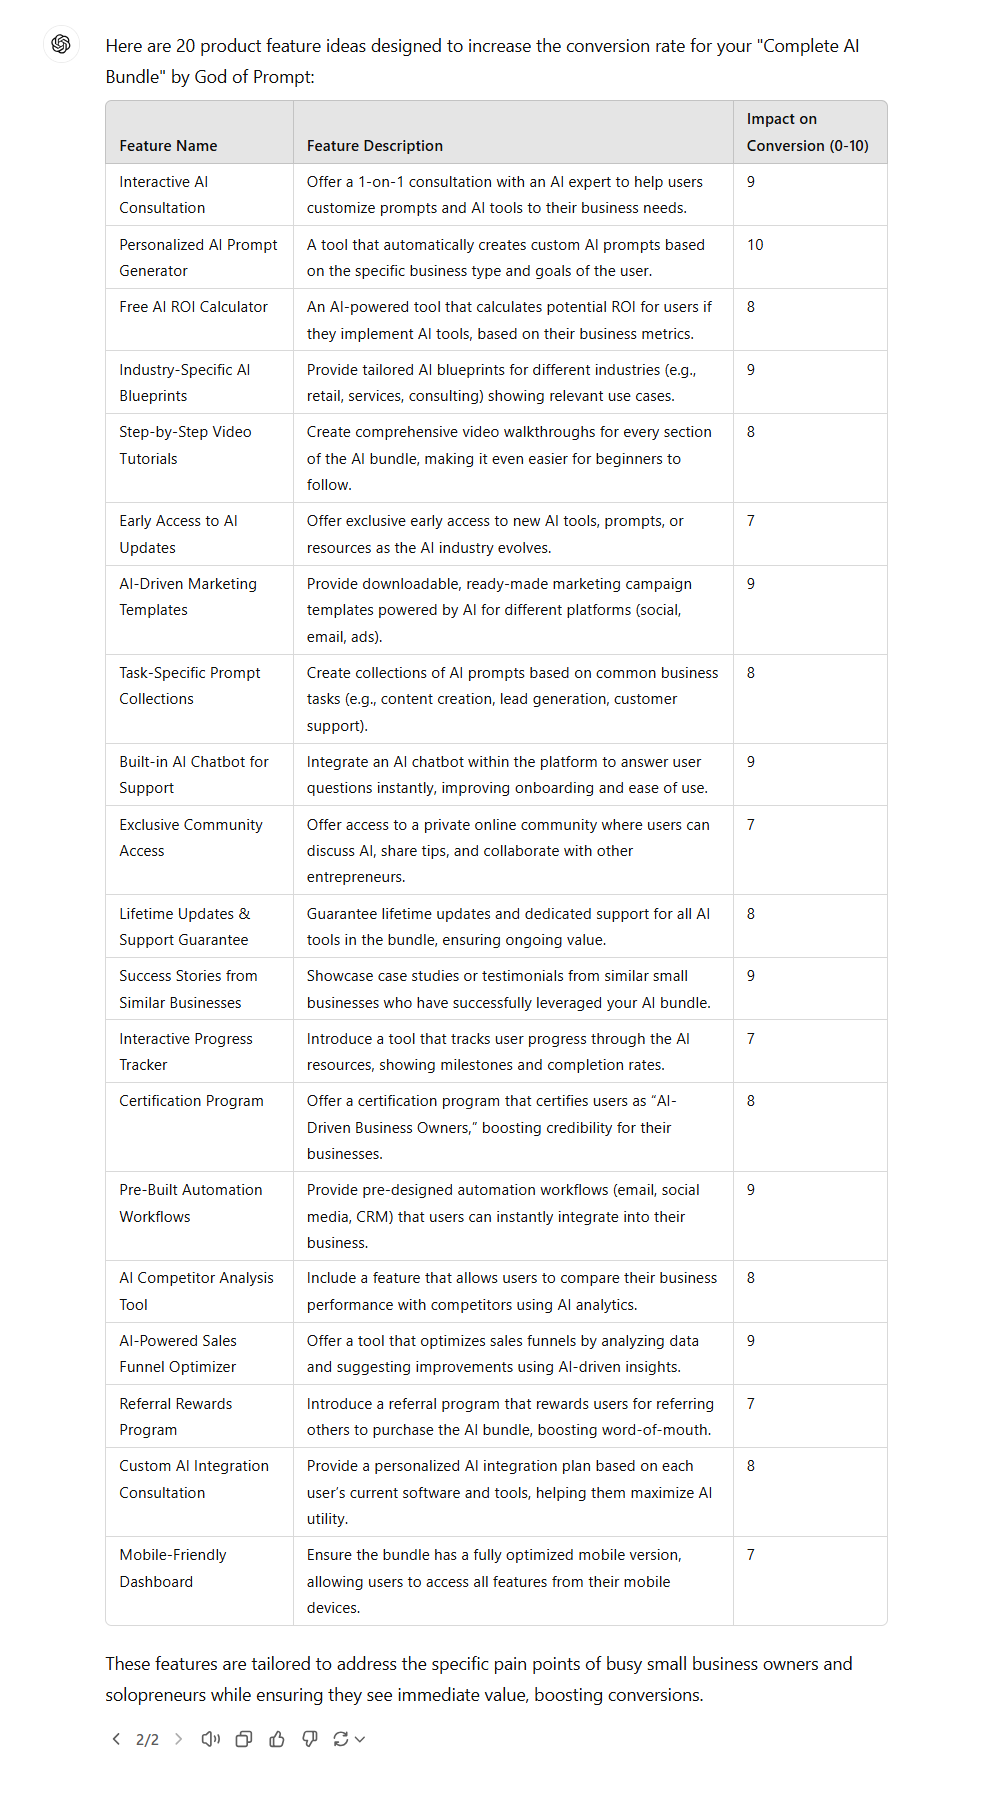 Here are 20 product feature ideas designed to increase the conversion rate for your "Complete AI
Bundle" by God of Prompt:
Feature Name
Feature Description
Impact on
Conversion (0-10)
Interactive AI
Consultation
Offer a 1-on-1 consultation with an AI expert to help users
customize prompts and AI tools to their business needs.
9
Personalized AI Prompt
Generator
A tool that automatically creates custom AI prompts based
on the specific business type and goals of the user.
10
Free AI ROI Calculator
An AI-powered tool that calculates potential ROI for users if
they implement AI tools, based on their business metrics.
8
Industry-Specific AI
Blueprints
Provide tailored AI blueprints for different industries (e.g.,
retail, services, consulting) showing relevant use cases.
9
Step-by-Step Video
Tutorials
Create comprehensive video walkthroughs for every section
of the AI bundle, making it even easier for beginners to
follow.
8
Early Access to AI
Updates
Offer exclusive early access to new AI tools, prompts, or
resources as the AI industry evolves.
7
AI-Driven Marketing
Templates
Provide downloadable, ready-made marketing campaign
templates powered by AI for different platforms (social,
email, ads).
9
Task-Specific Prompt
Collections
Create collections of AI prompts based on common business
tasks (e.g., content creation, lead generation, customer
support).
8
Built-in AI Chatbot for
Support
Integrate an AI chatbot within the platform to answer user
questions instantly, improving onboarding and ease of use.
9
Exclusive Community
Access
Offer access to a private online community where users can
discuss AI, share tips, and collaborate with other
entrepreneurs.
7
Lifetime Updates &
Support Guarantee
Guarantee lifetime updates and dedicated support for all AI
tools in the bundle, ensuring ongoing value.
8
Success Stories from
Similar Businesses
Showcase case studies or testimonials from similar small
businesses who have successfully leveraged your AI bundle.
9
Interactive Progress
Tracker
Introduce a tool that tracks user progress through the AI
resources, showing milestones and completion rates.
7
Certification Program
Offer a certification program that certifies users as “AI-
Driven Business Owners,” boosting credibility for their
businesses.
8
Pre-Built Automation
Workflows
Provide pre-designed automation workflows (email, social
media, CRM) that users can instantly integrate into their
business.
9
AI Competitor Analysis
Tool
Include a feature that allows users to compare their business
performance with competitors using AI analytics.
8
AI-Powered Sales
Funnel Optimizer
Offer a tool that optimizes sales funnels by analyzing data
and suggesting improvements using AI-driven insights.
9
Referral Rewards
Program
Introduce a referral program that rewards users for referring
others to purchase the AI bundle, boosting word-of-mouth.
7
Custom AI Integration
Consultation
Provide a personalized AI integration plan based on each
user’s current software and tools, helping them maximize AI
utility.
8
Mobile-Friendly
Dashboard
Ensure the bundle has a fully optimized mobile version,
allowing users to access all features from their mobile
devices.
7
These features are tailored to address the specific pain points of busy small business owners and
solopreneurs while ensuring they see immediate value, boosting conversions.
2/2